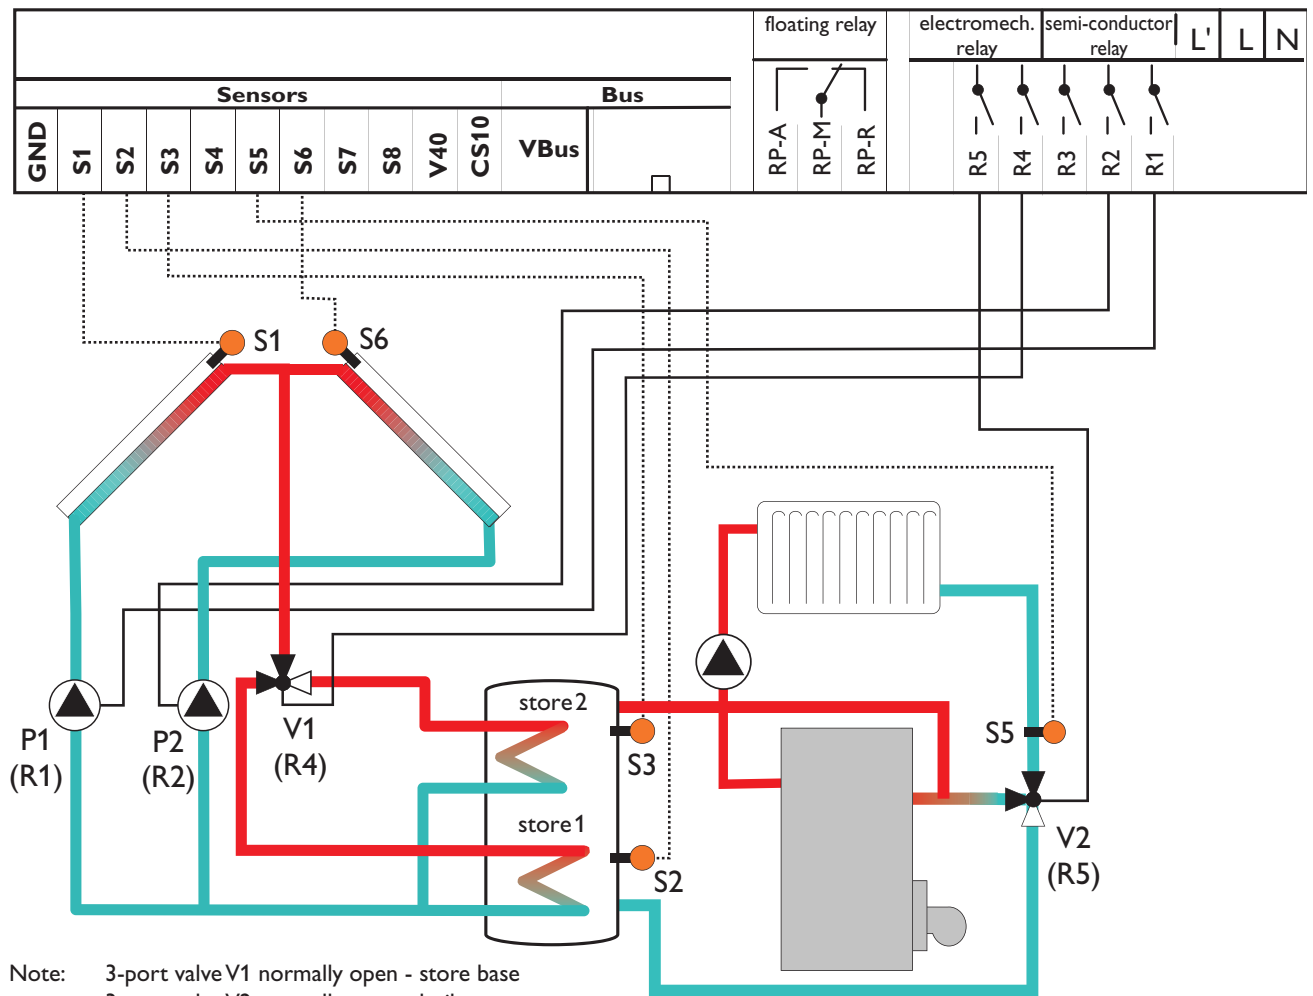 floating relay
electromech. relay
semi-conductor relay
L'
L
N
Sensors
Bus
GND
S1
S2
S3
S4
S5
S6
S7
S8
V40
CS10
VBus
RP-A
RP-M
RP-R
R5
R4
R3
R2
R1
S1
S6
store 2
S3
store 1
S2
S5
P1
(R1)
P2
(R2)
V1
(R4)
V2
(R5)
Note: 3-port valve V1 normally open - store base